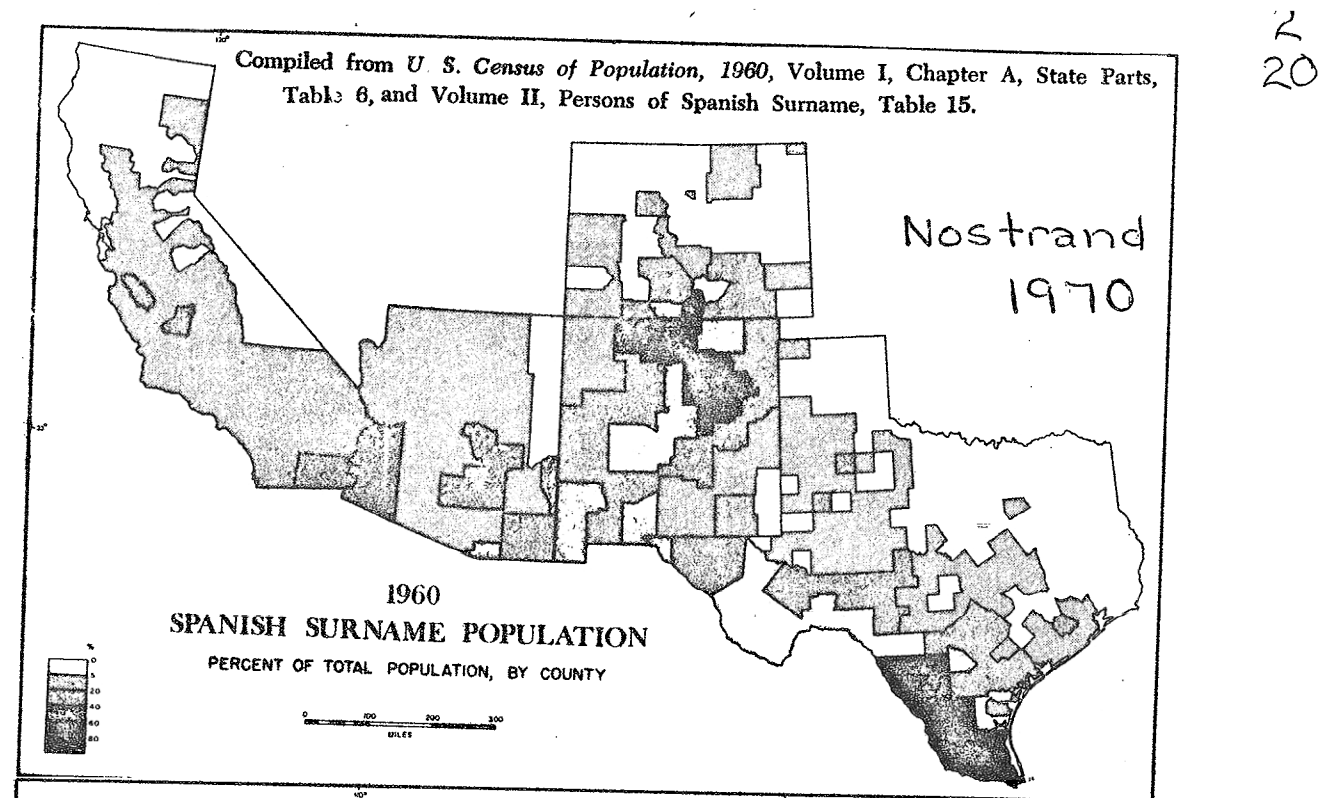 2
20
120°
Compiled from U. S. Census of Population, 1960, Volume I, Chapter A, State Parts,
Table 6, and Volume II, Persons of Spanish Surname, Table 15.
Nostrand
1970
1960
SPANISH SURNAME POPULATION
PERCENT OF TOTAL POPULATION, BY COUNTY
%
0
5
20
40
60
80
0 100 200 300
MILES